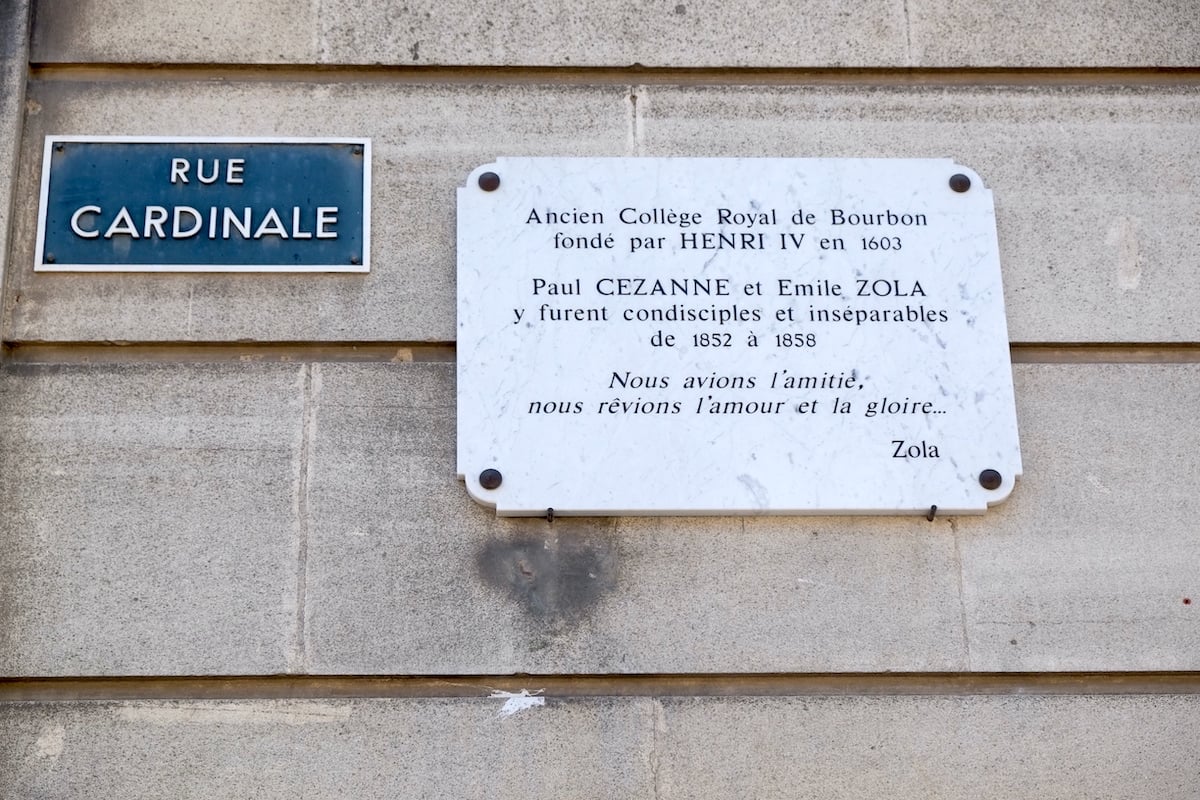 RUE
CARDINALE
Ancien Collège Royal de Bourbon
fondé par HENRI IV en 1603
Paul CEZANNE et Emile ZOLA
y furent condisciples et inséparables
de 1852 à 1858
Nous avions l'amitie,
nous rêvions l'amour et la gloire...
Zola